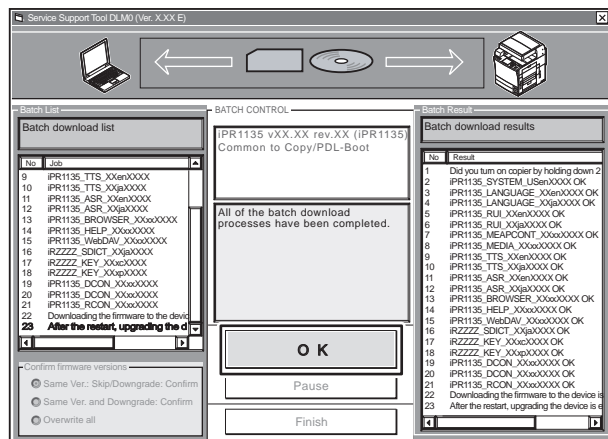 Service Support Tool DLM0 (Ver. X.XX E)
Batch List
Batch download list
No Job
9 iPR1135_TTS_XXenXXXX
10 iPR1135_TTS_XXjaXXXX
11 iPR1135_ASR_XXenXXXX
12 iPR1135_ASR_XXjaXXXX
13 iPR1135_BROWSER_XXxxXXXX
14 iPR1135_HELP_XXxxXXXX
15 iPR1135_WebDAV_XXxxXXXX
16 iRZZZZ_SDICT_XXjaXXXX
17 iRZZZZ_KEY_XXxcXXXX
18 iRZZZZ_KEY_XXxpXXXX
19 iPR1135_DCON_XXxxXXXX
20 iPR1135_DCON_XXxxXXXX
21 iPR1135_RCON_XXxxXXXX
22 Downloading the firmware to the devic
23 After the restart, upgrading the d
Confirm firmware versions
Same Ver.: Skip/Downgrade: Confirm
Same Ver. and Downgrade: Confirm
Overwrite all
BATCH CONTROL
iPR1135 vXX.XX rev.XX (iPR1135)
Common to Copy/PDL-Boot
All of the batch download
processes have been completed.
OK
Pause
Finish
Batch Result
Batch download results
No Result
1 Did you turn on copier by holding down 2
2 iPR1135_SYSTEM_USenXXXX OK
3 iPR1135_LANGUAGE_XXenXXXX OK
4 iPR1135_LANGUAGE_XXjaXXXX OK
5 iPR1135_RUI_XXenXXXX OK
6 iPR1135_RUI_XXjaXXXX OK
7 iPR1135_MEAPCONT_XXxxXXXX OK
8 iPR1135_MEDIA_XXxxXXXX OK
9 iPR1135_TTS_XXenXXXX OK
10 iPR1135_TTS_XXjaXXXX OK
11 iPR1135_ASR_XXenXXXX OK
12 iPR1135_ASR_XXjaXXXX OK
13 iPR1135_BROWSER_XXxxXXXX OK
14 iPR1135_HELP_XXxxXXXX OK
15 iPR1135_WebDAV_XXxxXXXX OK
16 iRZZZZ_SDICT_XXjaXXXX OK
17 iRZZZZ_KEY_XXxcXXXX OK
18 iRZZZZ_KEY_XXxpXXXX OK
19 iPR1135_DCON_XXxxXXXX OK
20 iPR1135_DCON_XXxxXXXX OK
21 iPR1135_RCON_XXxxXXXX OK
22 Downloading the firmware to the device is
23 After the restart, upgrading the device is e